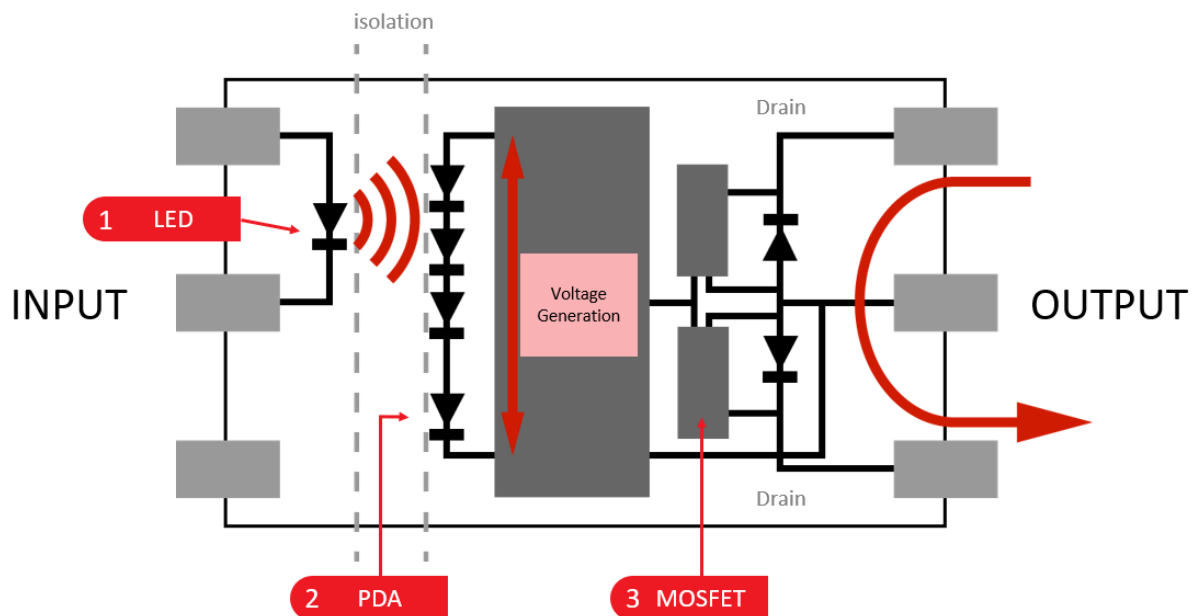 isolation
Drain
1 LED
INPUT
Voltage
Generation
OUTPUT
Drain
2 PDA
3 MOSFET